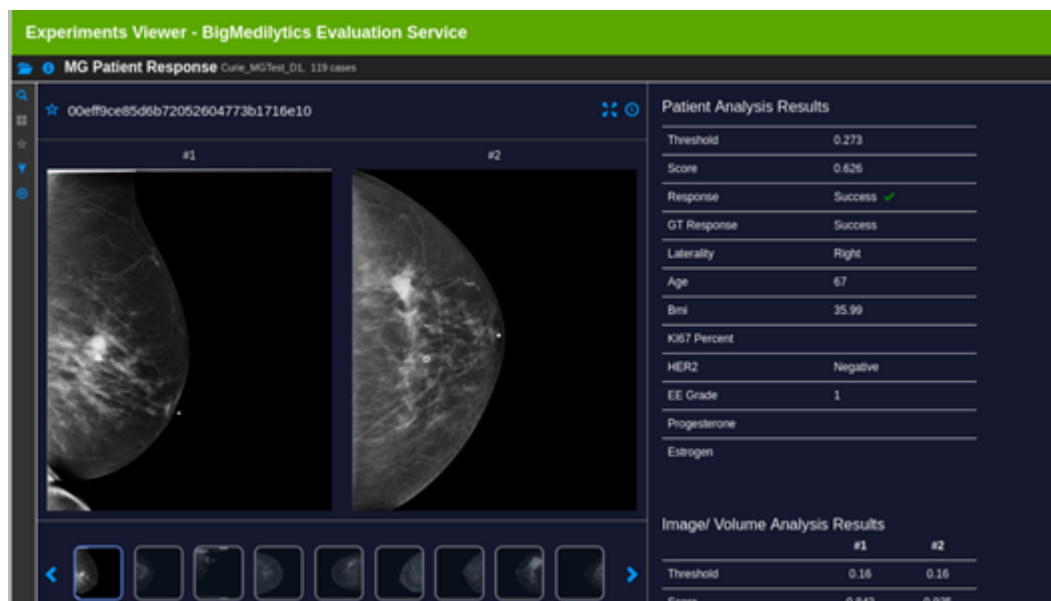 Experiments Viewer - BigMedilytics Evaluation Service
MG Patient Response Curie_MGTest_D1, 119 cases
00eff9ce85d6b72052604773b1716e10
#1 #2
Patient Analysis Results
Threshold 0.273
Score 0.626
Response Success
GT Response Success
Laterality Right
Age 67
Bmi 35.99
KI67 Percent
HER2 Negative
EE Grade 1
Progesterone
Estrogen
Image/ Volume Analysis Results
#1 #2
Threshold 0.16 0.16